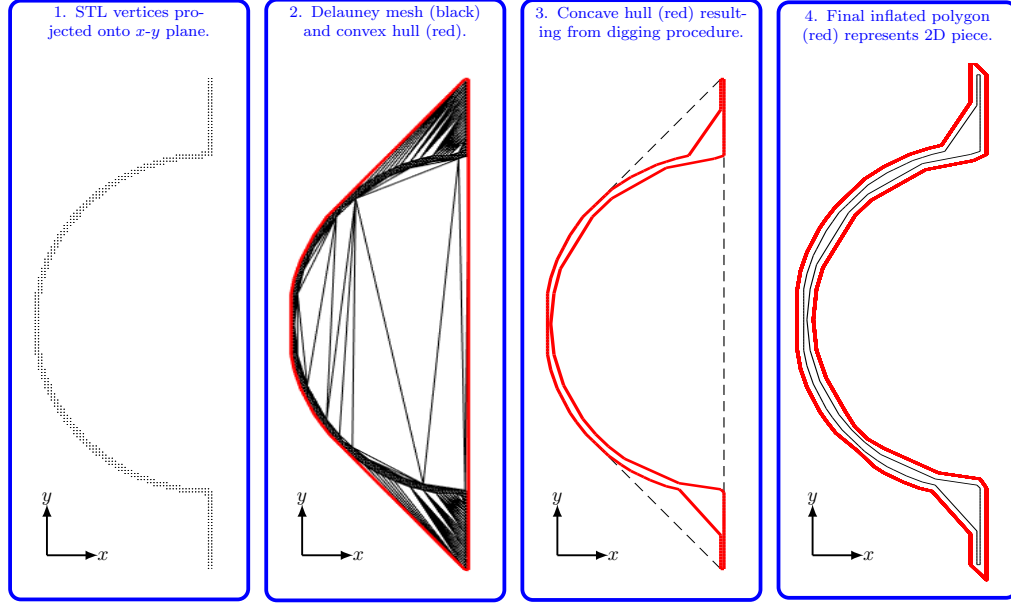 1. STL vertices pro-
jected onto x-y plane.
2. Delauney mesh (black)
and convex hull (red).
3. Concave hull (red) result-
ing from digging procedure.
4. Final inflated polygon
(red) represents 2D piece.
y
x
y
x
y
x
y
x